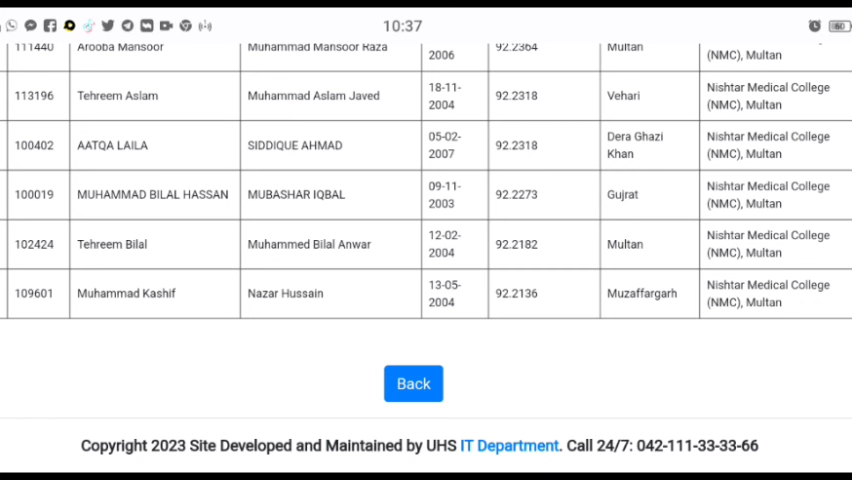 10:37
111440 Arooba Mansoor Muhammad Mansoor Raza 2006 92.2364 Multan (NMC), Multan
113196 Tehreem Aslam Muhammad Aslam Javed 18-11-2004 92.2318 Vehari Nishtar Medical College (NMC), Multan
100402 AATQA LAILA SIDDIQUE AHMAD 05-02-2007 92.2318 Dera Ghazi Khan Nishtar Medical College (NMC), Multan
100019 MUHAMMAD BILAL HASSAN MUBASHAR IQBAL 09-11-2003 92.2273 Gujrat Nishtar Medical College (NMC), Multan
102424 Tehreem Bilal Muhammed Bilal Anwar 12-02-2004 92.2182 Multan Nishtar Medical College (NMC), Multan
109601 Muhammad Kashif Nazar Hussain 13-05-2004 92.2136 Muzaffargarh Nishtar Medical College (NMC), Multan
Back
Copyright 2023 Site Developed and Maintained by UHS IT Department. Call 24/7: 042-111-33-33-66